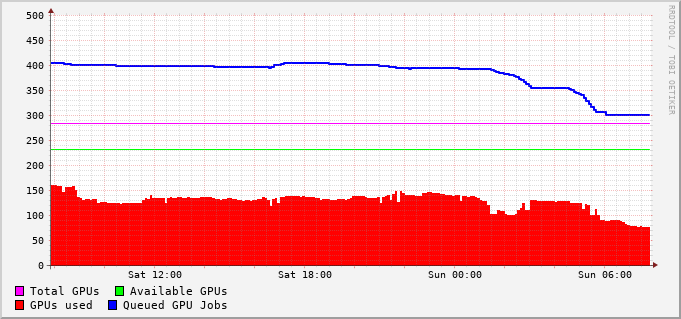 500
450
400
350
300
250
200
150
100
50
0
Sat 12:00 Sat 18:00 Sun 00:00 Sun 06:00
Total GPUs Available GPUs
GPUs used Queued GPU Jobs
RRDTOOL / TOBI OETIKER